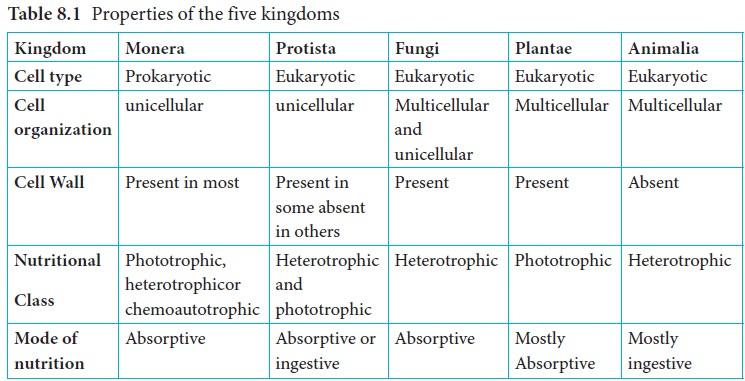 Table 8.1 Properties of the five kingdoms
Kingdom Monera Protista Fungi Plantae Animalia
Cell type Prokaryotic Eukaryotic Eukaryotic Eukaryotic Eukaryotic
Cell unicellular unicellular Multicellular Multicellular Multicellular
organization and
unicellular
Cell Wall Present in most Present in Present Present Absent
some absent
in others
Nutritional Phototrophic, Heterotrophic Heterotrophic Phototrophic Heterotrophic
heterotrophicor and
Class chemoautotrophic phototrophic
Mode of Absorptive Absorptive or Absorptive Mostly Mostly
nutrition ingestive Absorptive ingestive